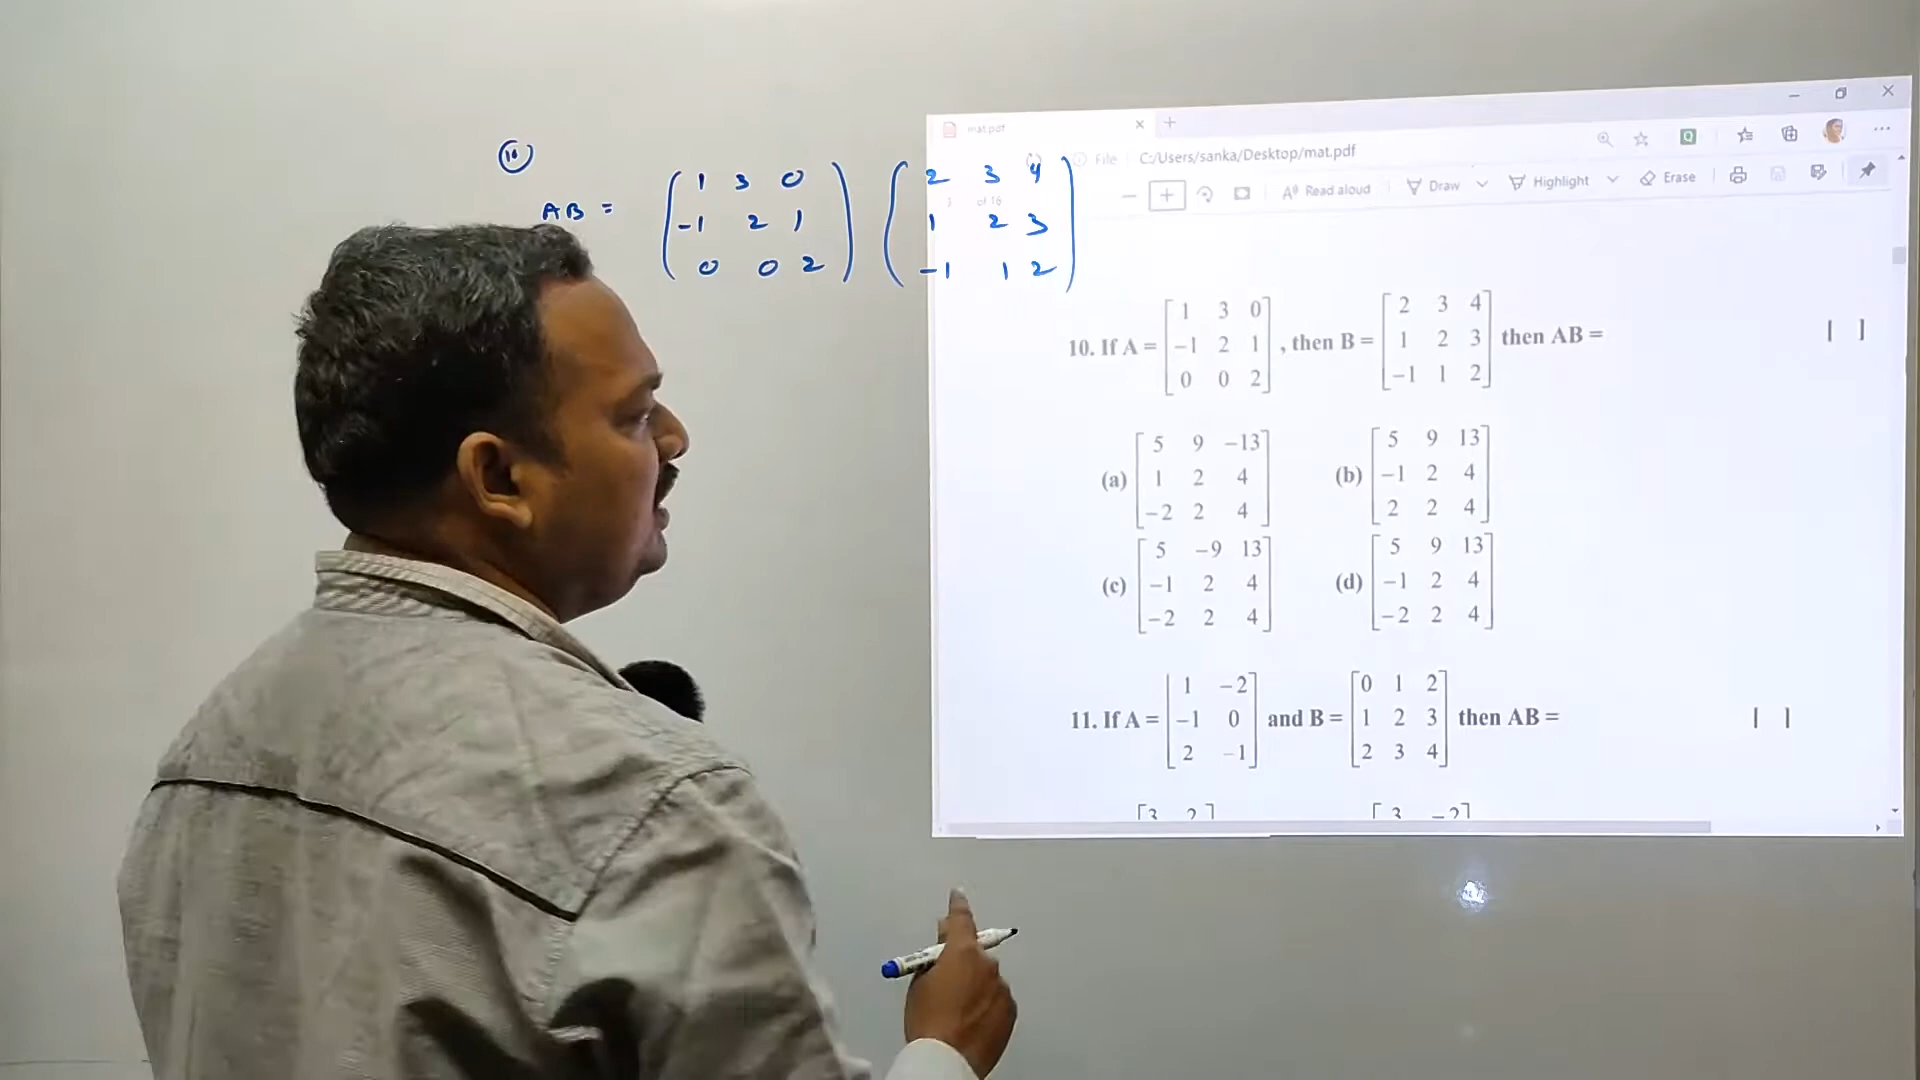 10
AB = ( 1 3 0 ) ( 2 3 4 )
( -1 2 1 ) ( 1 2 3 )
( 0 0 2 ) ( -1 1 2 )
mat.pdf
File C:/Users/sanka/Desktop/mat.pdf
of 16
Read aloud Draw Highlight Erase
10. If A = [ 1 3 0 ] , then B = [ 2 3 4 ] then AB = [ ]
[ -1 2 1 ] [ 1 2 3 ]
[ 0 0 2 ] [ -1 1 2 ]
(a) [ 5 9 -13 ] (b) [ 5 9 13 ]
[ 1 2 4 ] [ -1 2 4 ]
[ -2 2 4 ] [ 2 2 4 ]
(c) [ 5 -9 13 ] (d) [ 5 9 13 ]
[ -1 2 4 ] [ -1 2 4 ]
[ -2 2 4 ] [ -2 2 4 ]
11. If A = [ 1 -2 ] and B = [ 0 1 2 ] then AB = [ ]
[ -1 0 ] [ 1 2 3 ]
[ 2 -1 ] [ 2 3 4 ]